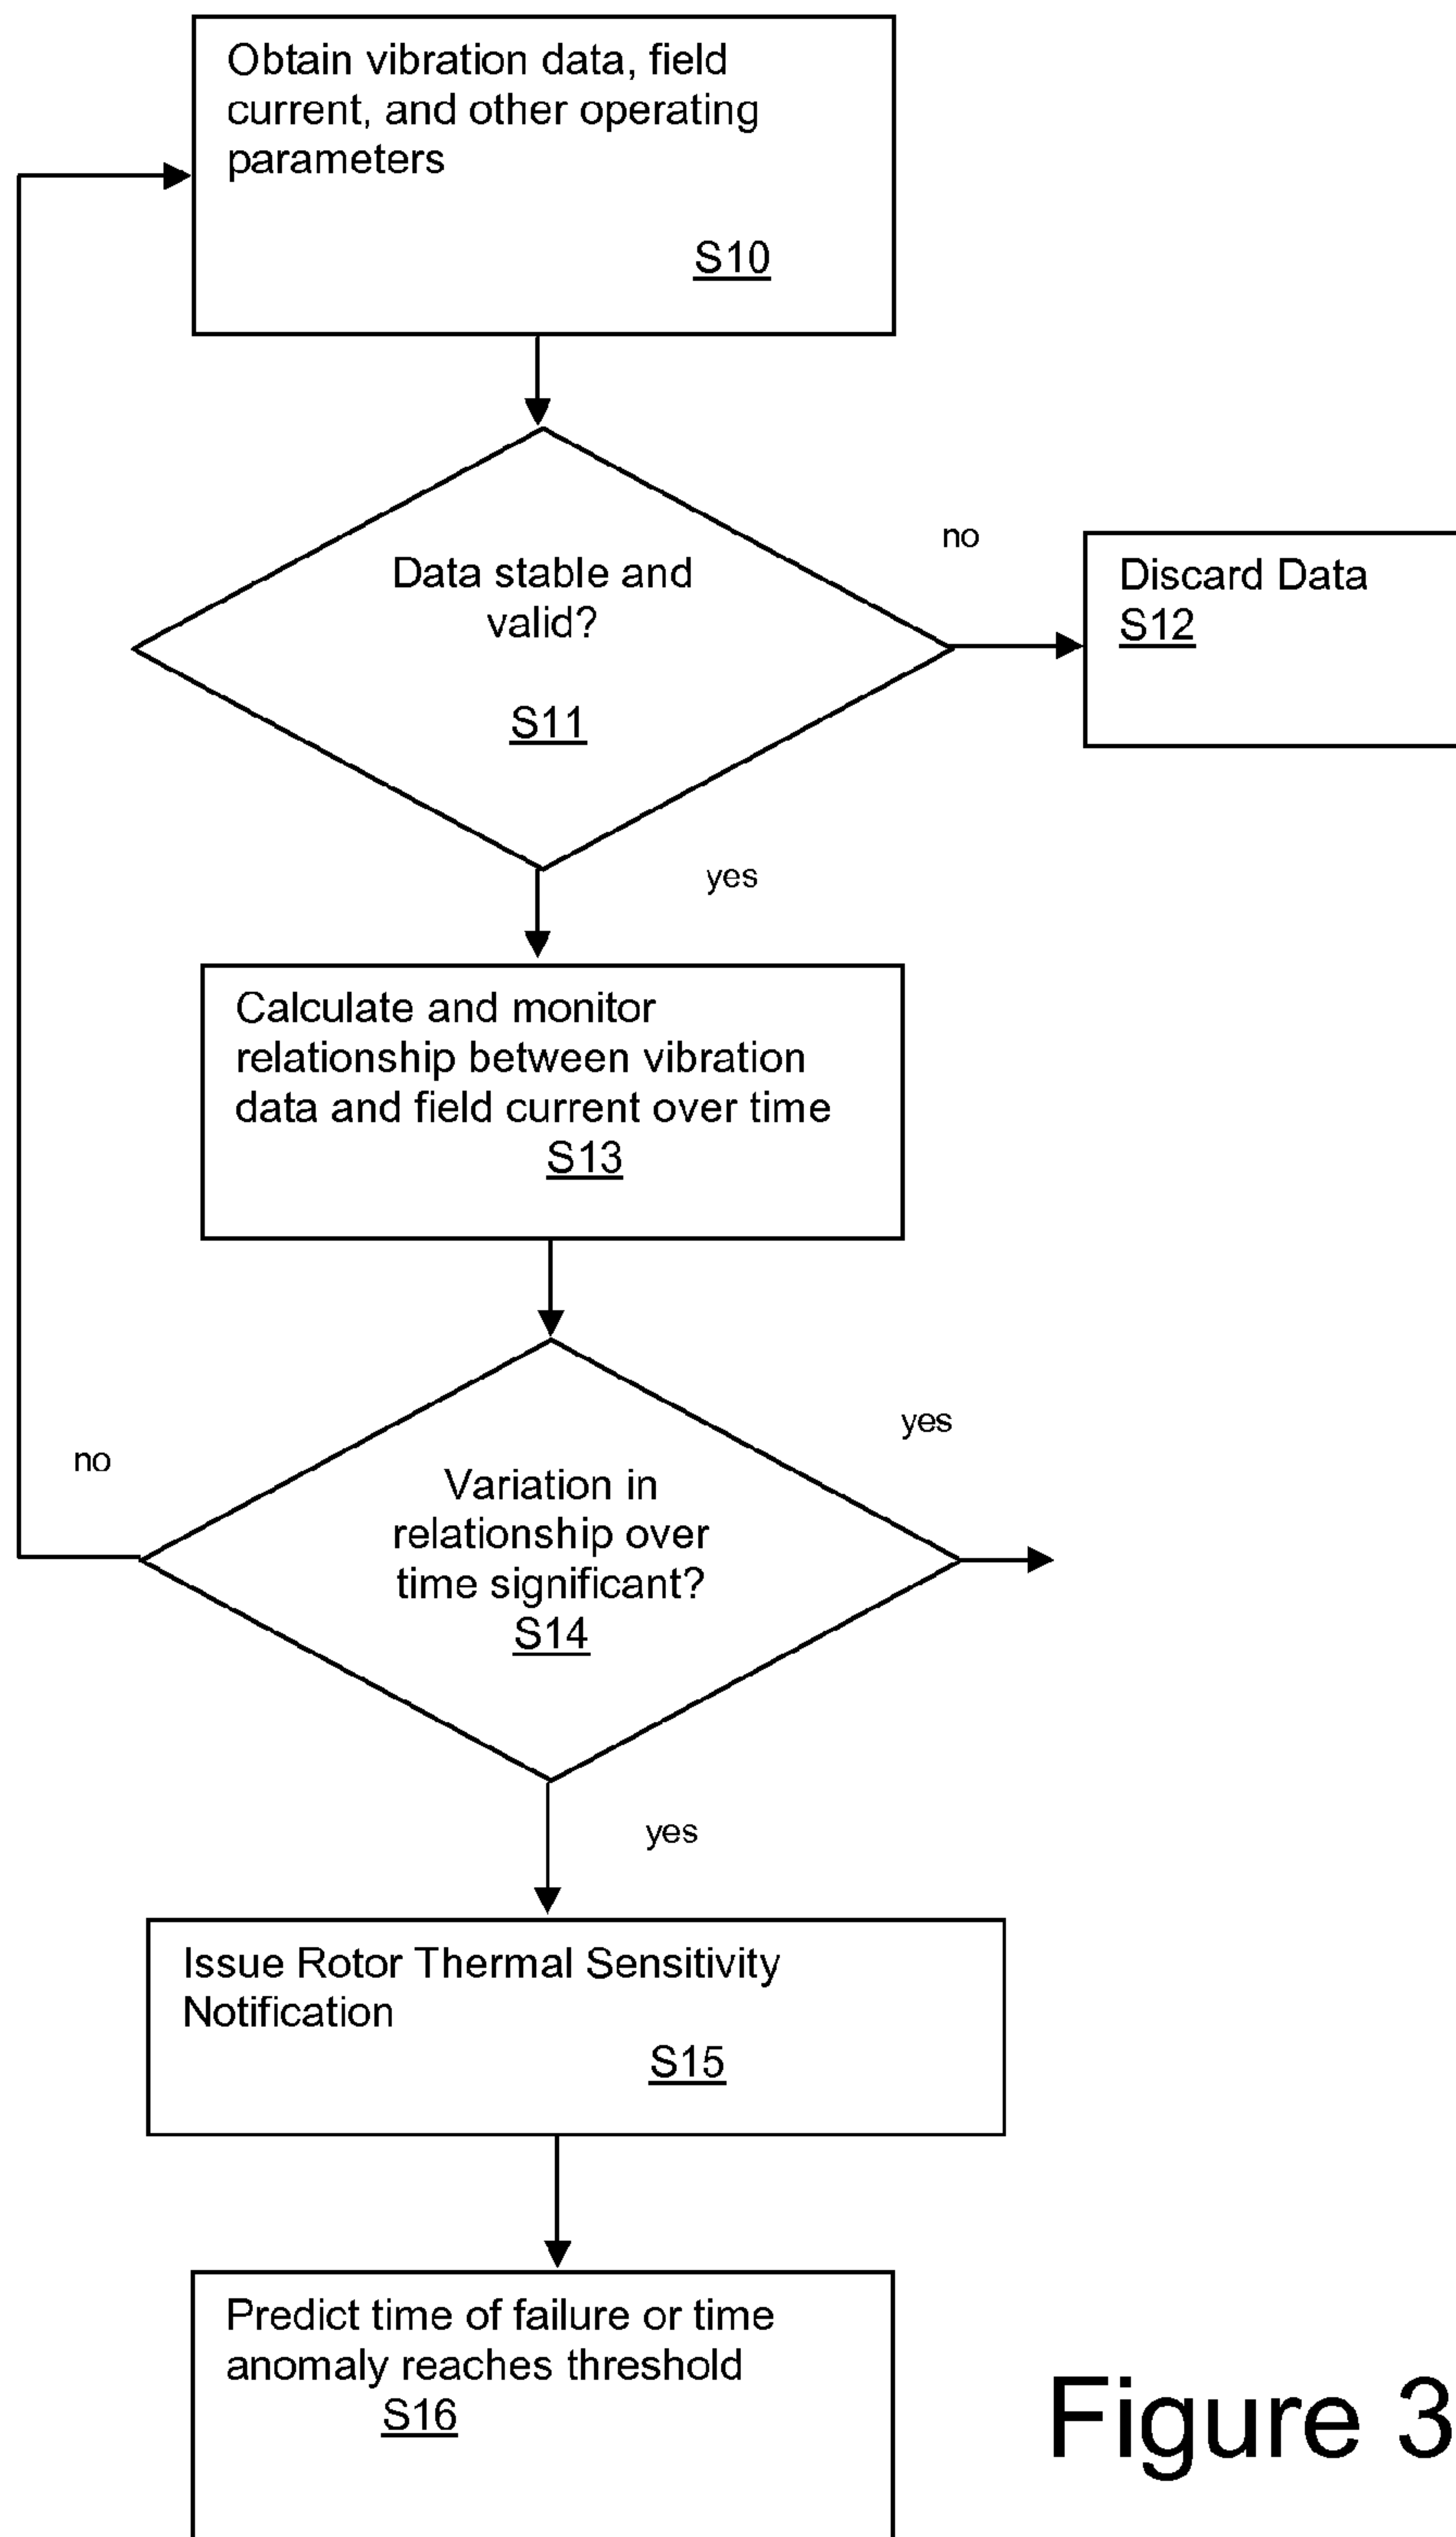 Obtain vibration data, field
current, and other operating
parameters
S10
no
Data stable and
valid?
S11
Discard Data
S12
yes
Calculate and monitor
relationship between vibration
data and field current over time
S13
yes
no
Variation in
relationship over
time significant?
S14
yes
Issue Rotor Thermal Sensitivity
Notification
S15
Predict time of failure or time
anomaly reaches threshold
S16
Figure 3